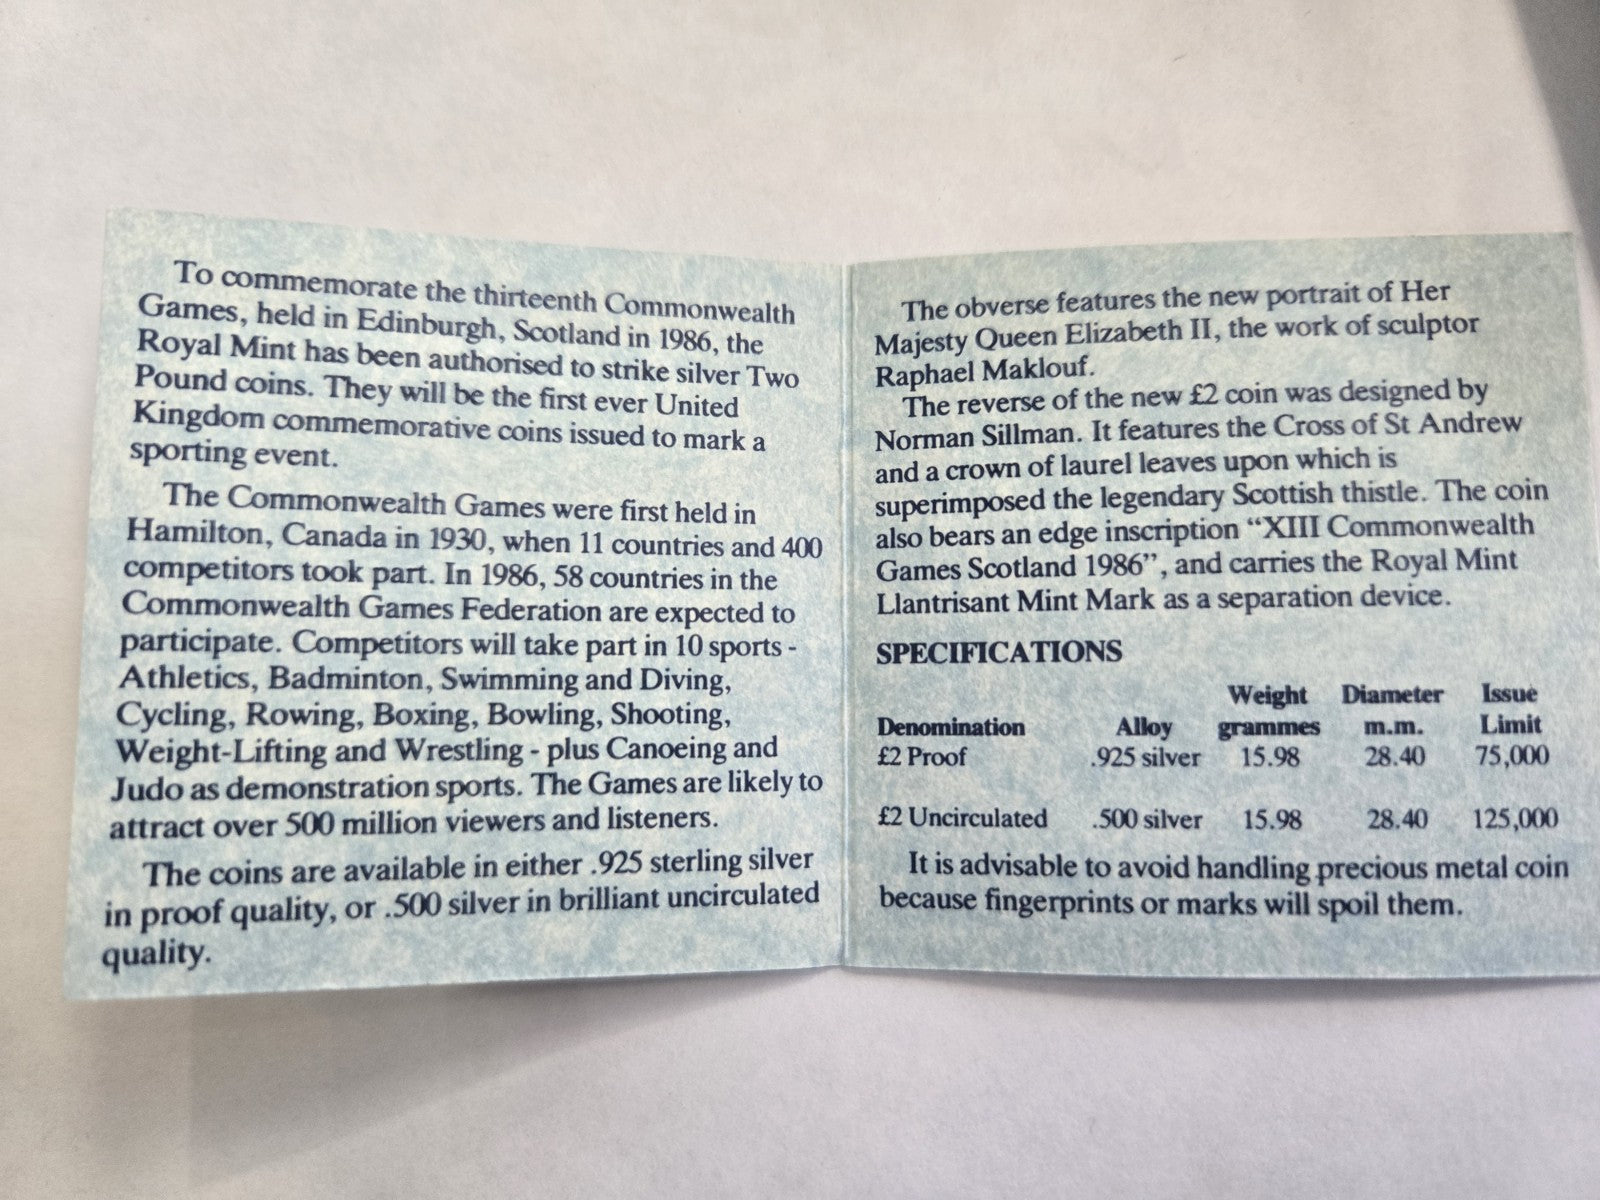 To commemorate the thirteenth Commonwealth
Games, held in Edinburgh, Scotland in 1986, the
Royal Mint has been authorised to strike silver Two
Pound coins. They will be the first ever United
Kingdom commemorative coins issued to mark a
sporting event.
The Commonwealth Games were first held in
Hamilton, Canada in 1930, when 11 countries and 400
competitors took part. In 1986, 58 countries in the
Commonwealth Games Federation are expected to
participate. Competitors will take part in 10 sports -
Athletics, Badminton, Swimming and Diving,
Cycling, Rowing, Boxing, Bowling, Shooting,
Weight-Lifting and Wrestling - plus Canoeing and
Judo as demonstration sports. The Games are likely to
attract over 500 million viewers and listeners.
The coins are available in either .925 sterling silver
in proof quality, or .500 silver in brilliant uncirculated
quality.
The obverse features the new portrait of Her
Majesty Queen Elizabeth II, the work of sculptor
Raphael Maklouf.
The reverse of the new £2 coin was designed by
Norman Sillman. It features the Cross of St Andrew
and a crown of laurel leaves upon which is
superimposed the legendary Scottish thistle. The coin
also bears an edge inscription “XIII Commonwealth
Games Scotland 1986”, and carries the Royal Mint
Llantrisant Mint Mark as a separation device.
SPECIFICATIONS
Weight Diameter Issue
Denomination Alloy grammes m.m. Limit
£2 Proof .925 silver 15.98 28.40 75,000
£2 Uncirculated .500 silver 15.98 28.40 125,000
It is advisable to avoid handling precious metal coin
because fingerprints or marks will spoil them.